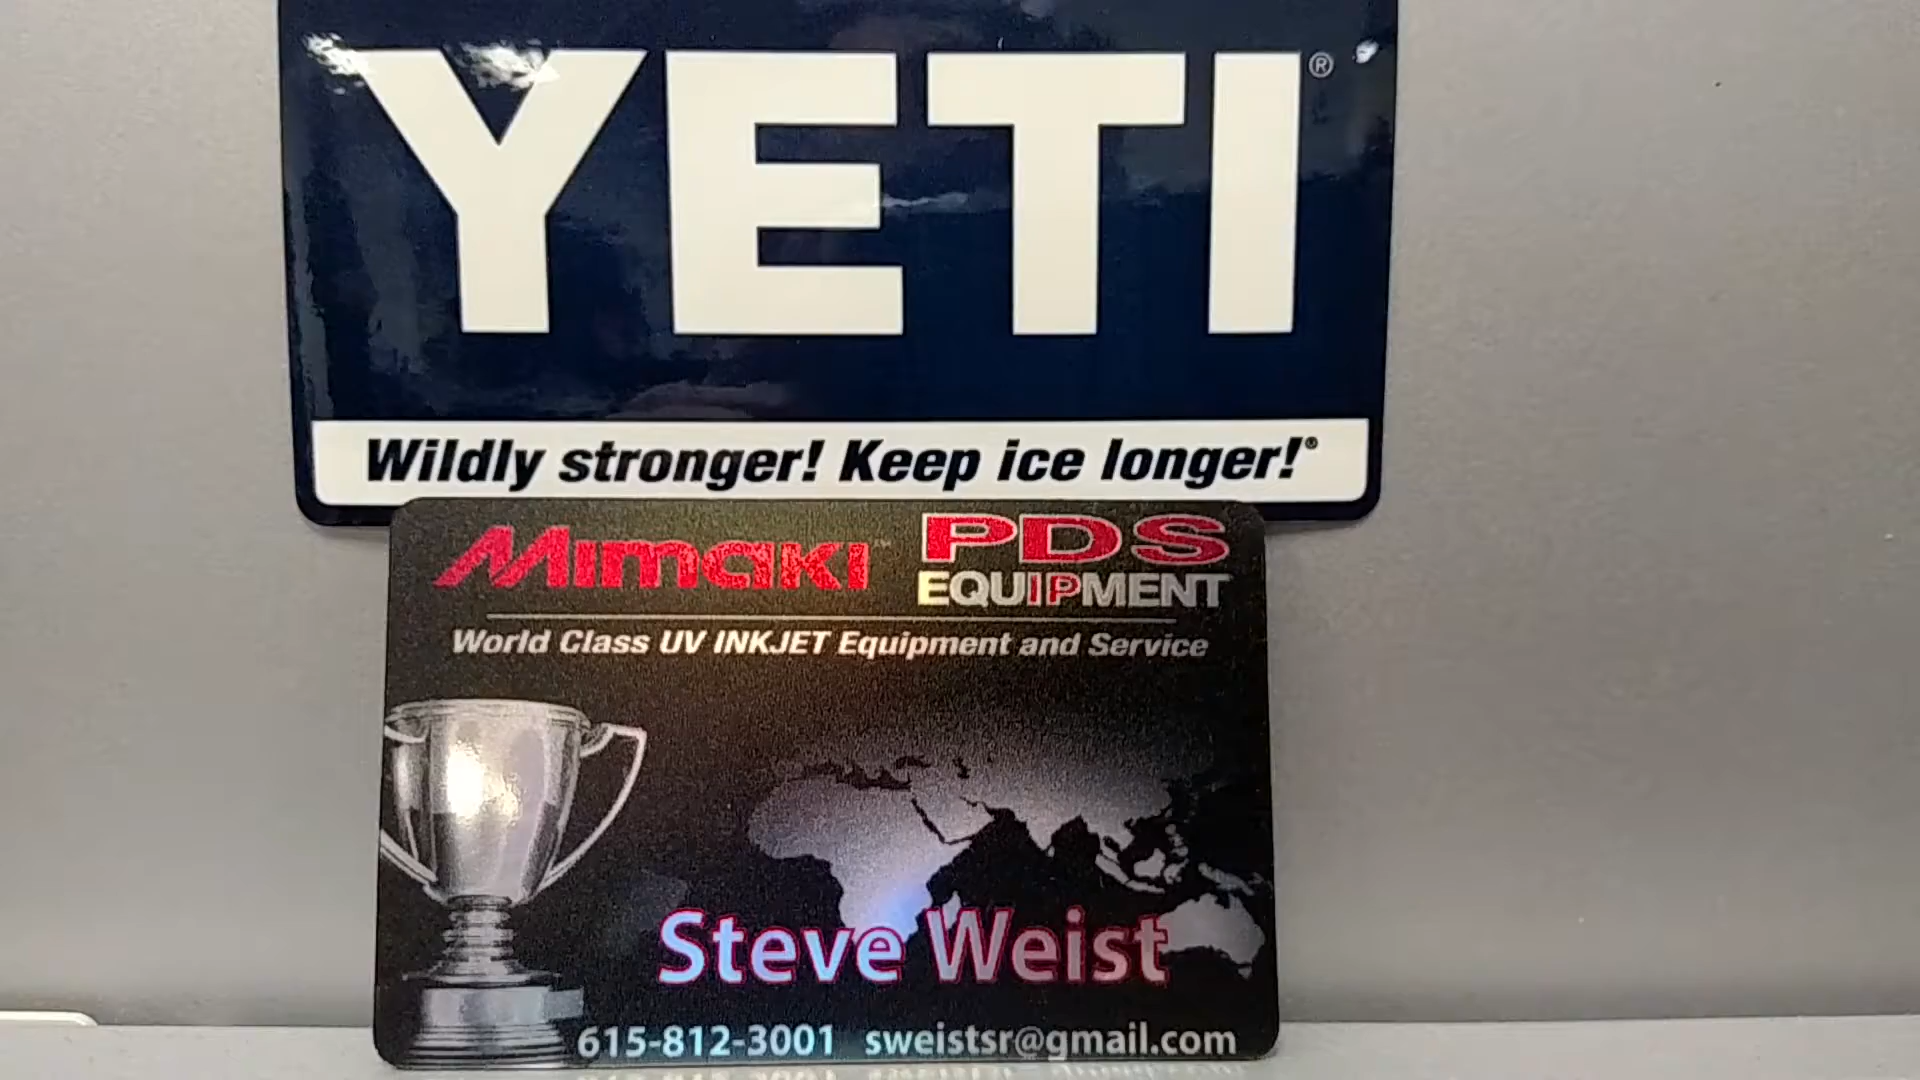 YETI®
Wildly stronger! Keep ice longer!®
Mimaki™ PDS
EQUIPMENT
World Class UV INKJET Equipment and Service
Steve Weist
615-812-3001 sweistsr@gmail.com